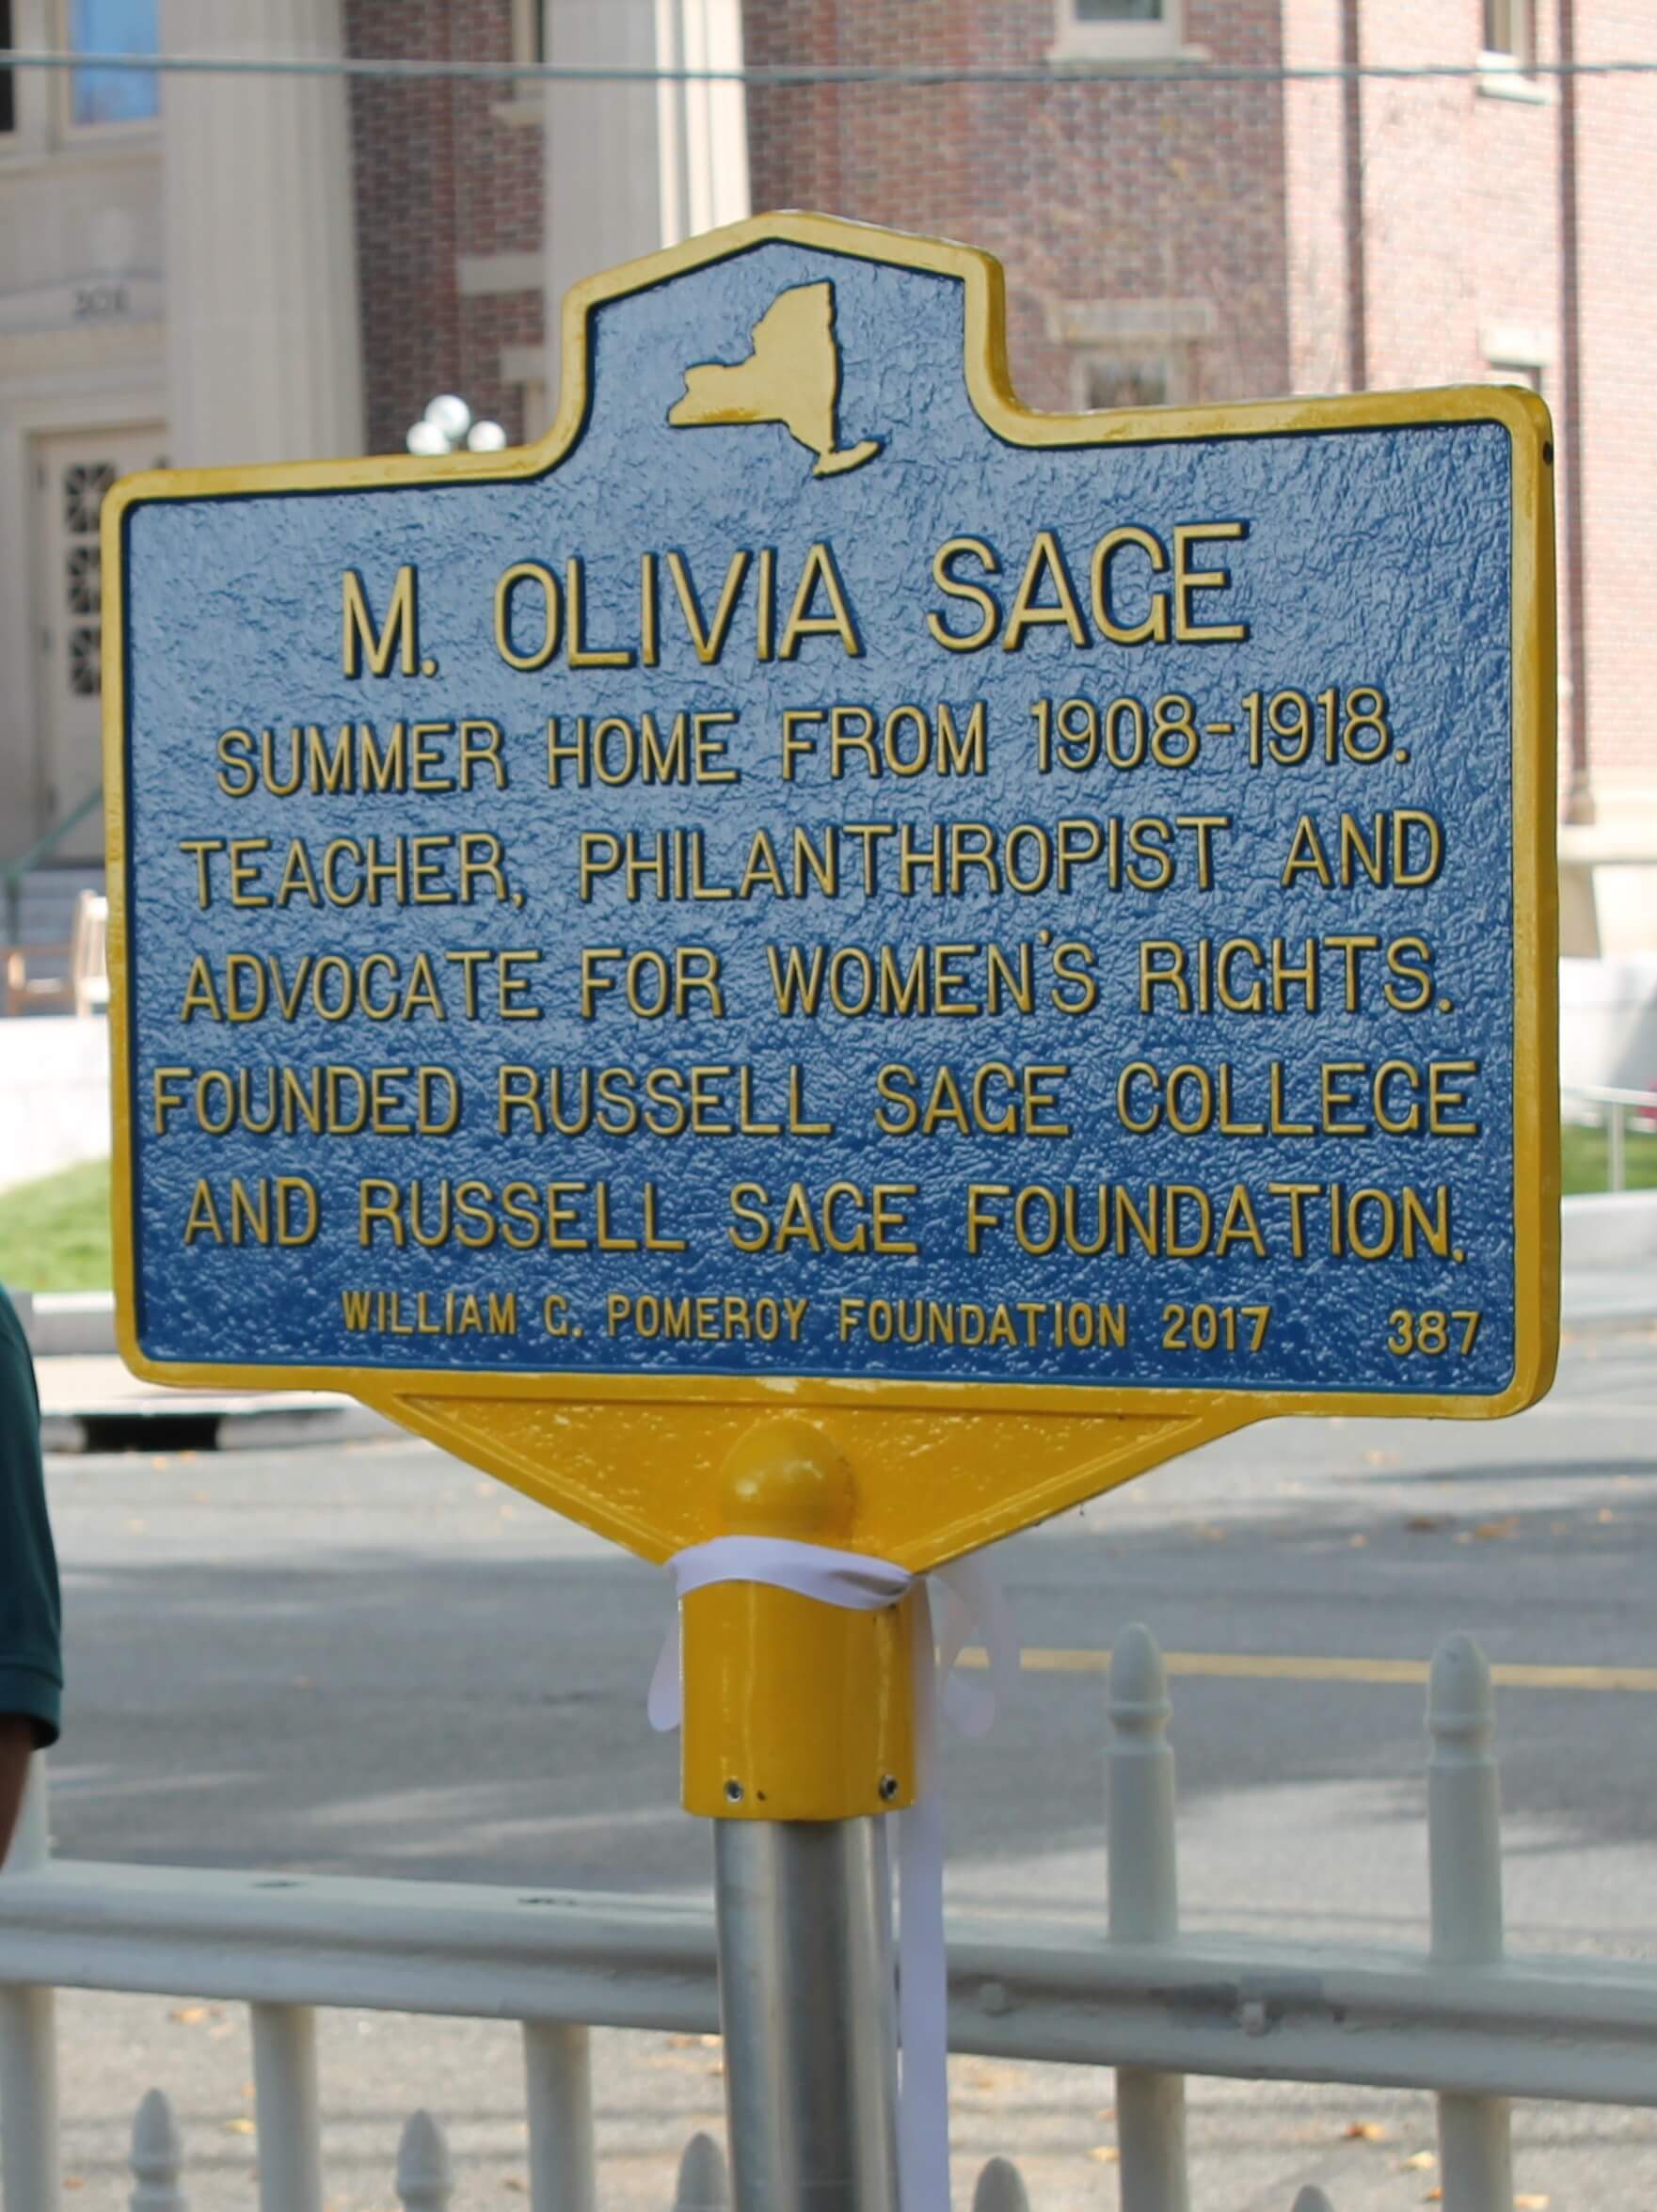 M. OLIVIA SAGE
SUMMER HOME FROM 1908-1918.
TEACHER, PHILANTHROPIST AND
ADVOCATE FOR WOMEN'S RIGHTS.
FOUNDED RUSSELL SAGE COLLEGE
AND RUSSELL SAGE FOUNDATION.
WILLIAM G. POMEROY FOUNDATION 2017 387